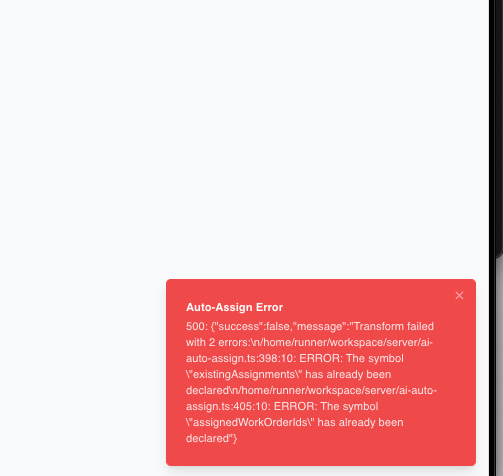 Auto-Assign Error
500: {"success":false,"message":"Transform failed
with 2 errors:\n/home/runner/workspace/server/ai-
auto-assign.ts:398:10: ERROR: The symbol
\"existingAssignments\" has already been
declared\n/home/runner/workspace/server/ai-auto-
assign.ts:405:10: ERROR: The symbol
\"assignedWorkOrderIds\" has already been
declared"}